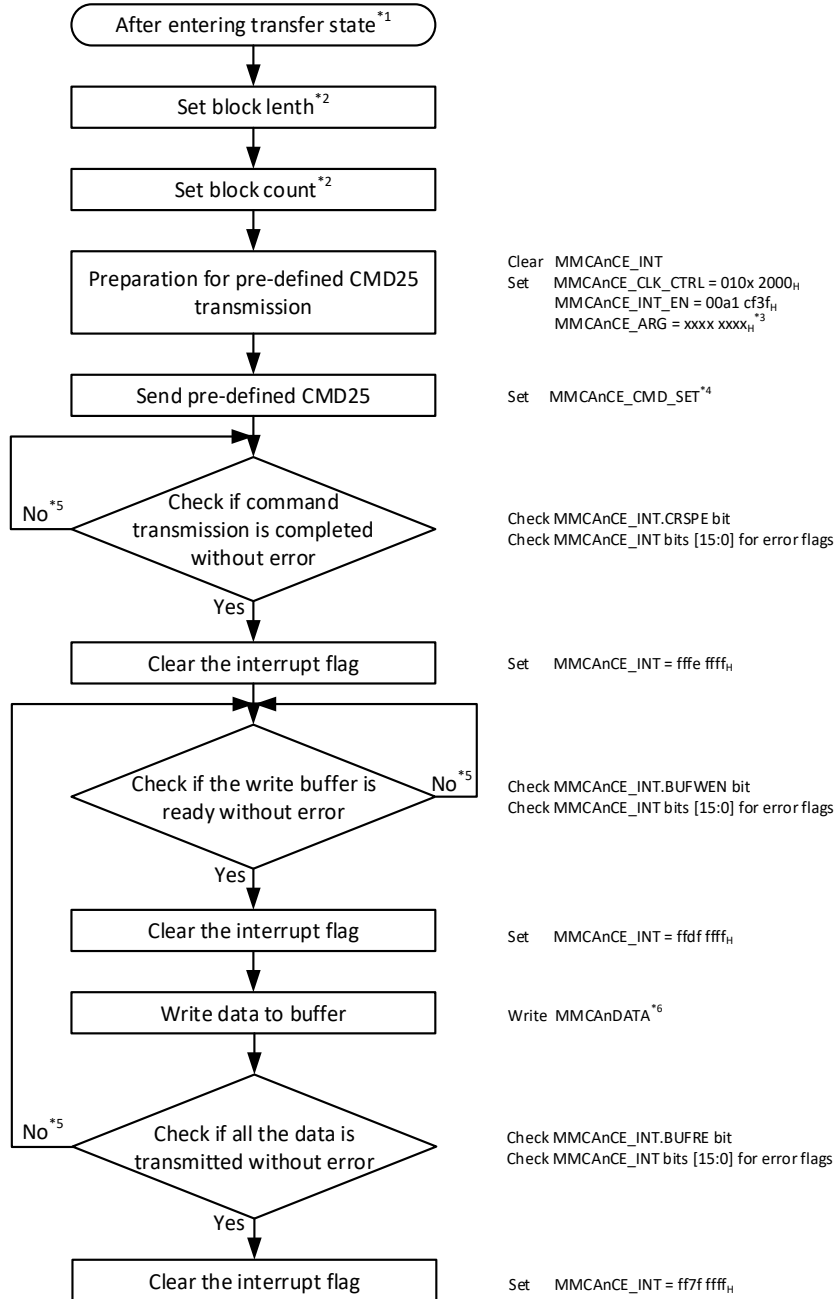 After entering transfer state*1
Set block lenth*2
Set block count*2
Preparation for pre-defined CMD25
transmission
Clear MMCAnCE_INT
Set MMCAnCE_CLK_CTRL = 010x 2000H
MMCAnCE_INT_EN = 00a1 cf3fH
MMCAnCE_ARG = xxxx xxxxH*3
Send pre-defined CMD25
Set MMCAnCE_CMD_SET*4
No*5
Check if command
transmission is completed
without error
Check MMCAnCE_INT.CRSPE bit
Check MMCAnCE_INT bits [15:0] for error flags
Yes
Clear the interrupt flag
Set MMCAnCE_INT = fffe ffffH
Check if the write buffer is
ready without error
No*5
Check MMCAnCE_INT.BUFWEN bit
Check MMCAnCE_INT bits [15:0] for error flags
Yes
Clear the interrupt flag
Set MMCAnCE_INT = ffdf ffffH
Write data to buffer
Write MMCAnDATA*6
No*5
Check if all the data is
transmitted without error
Check MMCAnCE_INT.BUFRE bit
Check MMCAnCE_INT bits [15:0] for error flags
Yes
Clear the interrupt flag
Set MMCAnCE_INT = ff7f ffffH